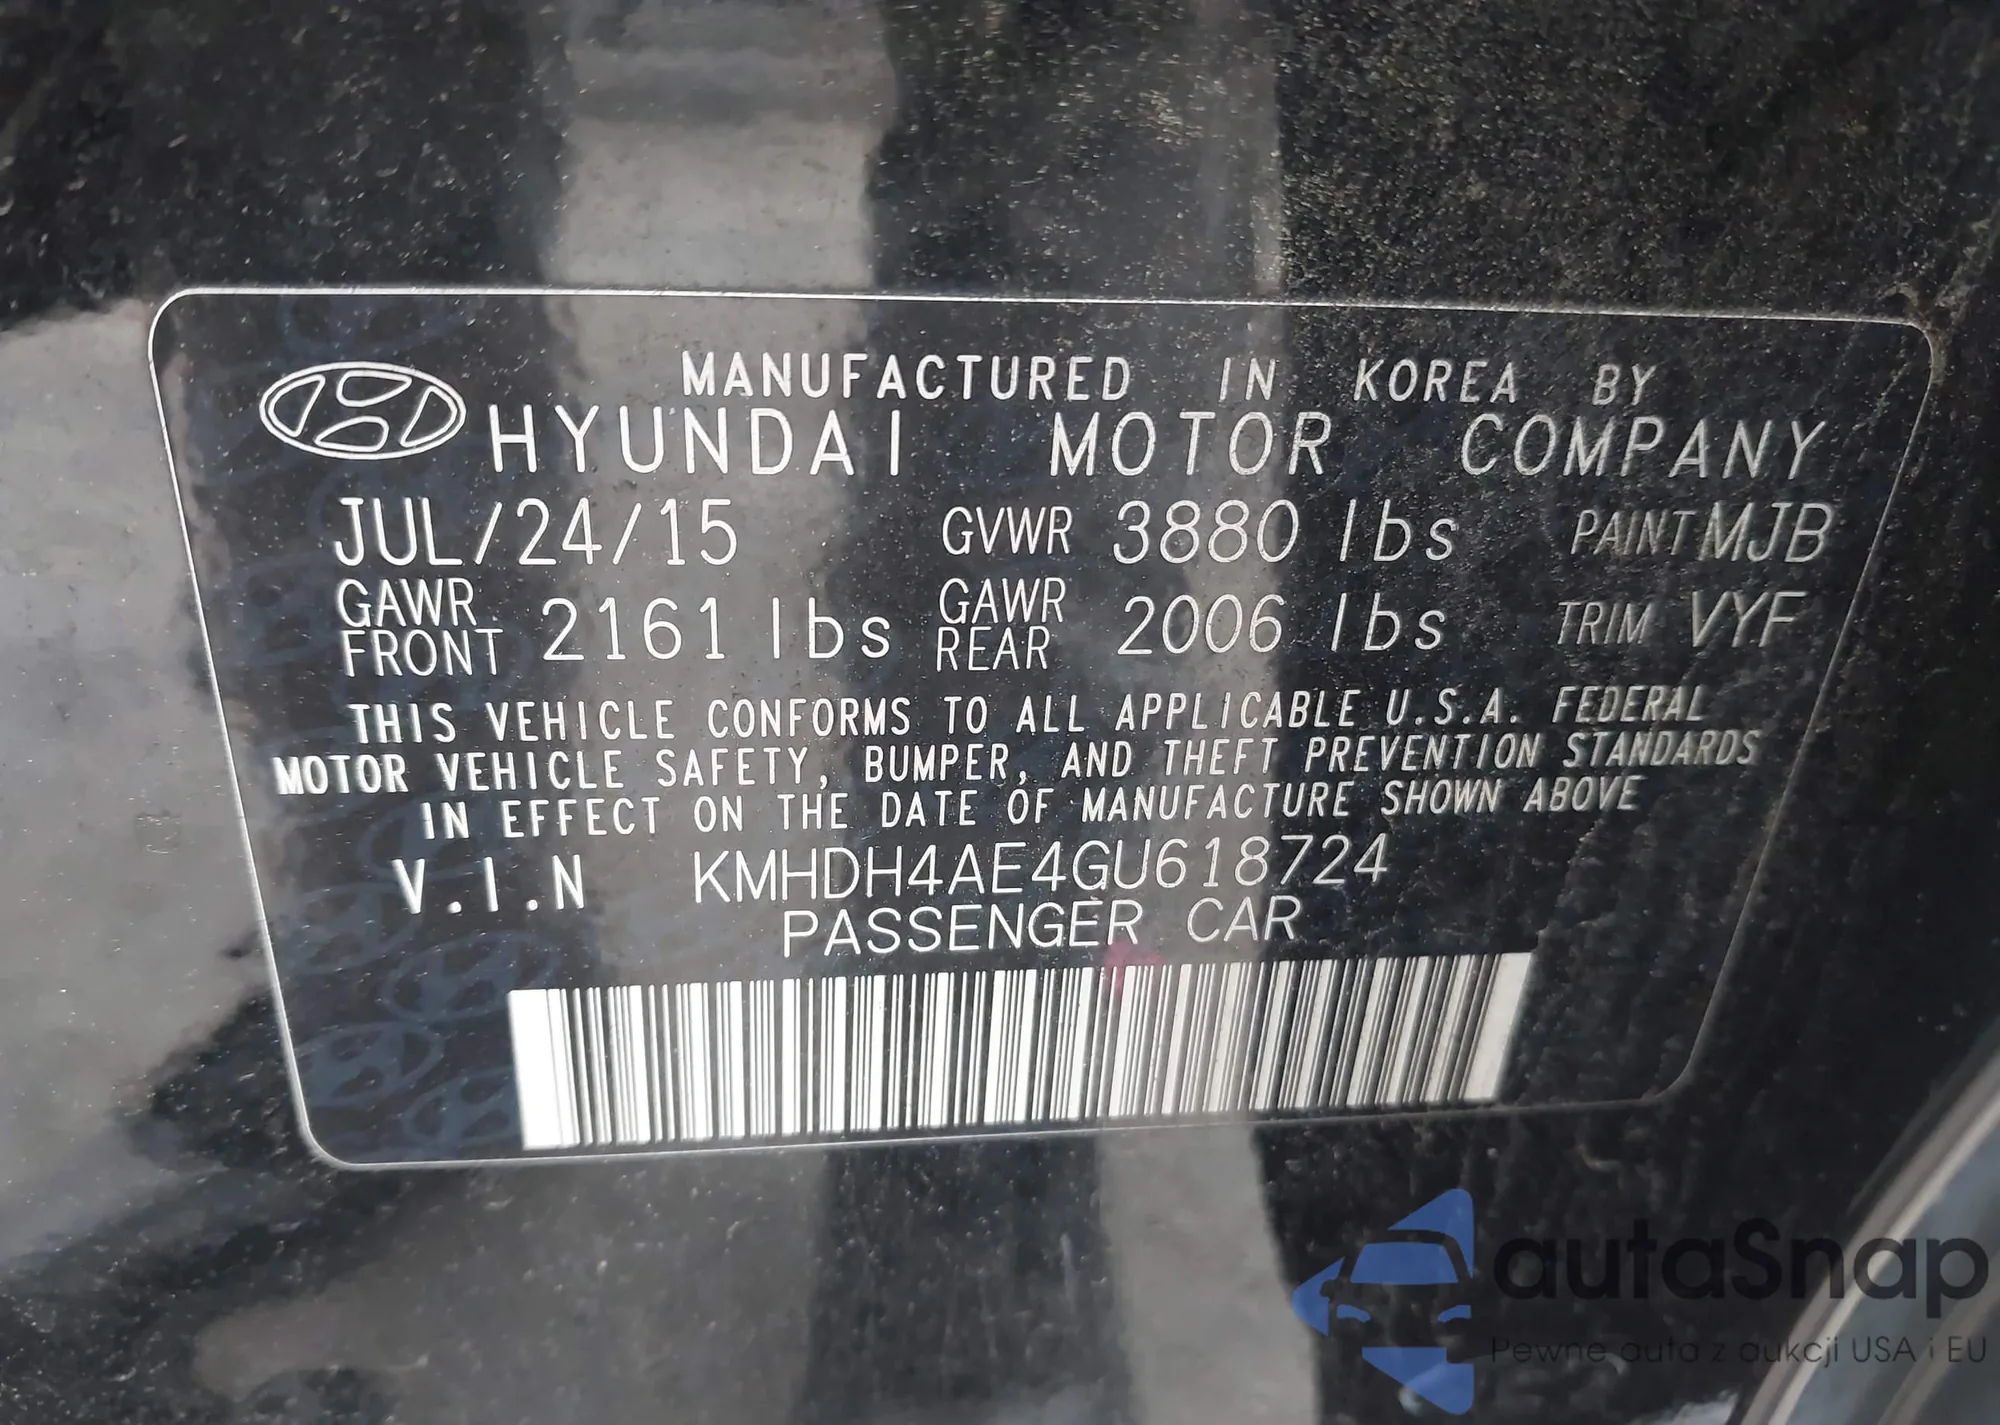 MANUFACTURED IN KOREA BY
HYUNDAI MOTOR COMPANY
JUL/24/15 GVWR 3880 lbs PAINT MJB
GAWR FRONT 2161 lbs GAWR REAR 2006 lbs TRIM VYF
THIS VEHICLE CONFORMS TO ALL APPLICABLE U.S.A. FEDERAL
MOTOR VEHICLE SAFETY, BUMPER, AND THEFT PREVENTION STANDARDS
IN EFFECT ON THE DATE OF MANUFACTURE SHOWN ABOVE
V.I.N KMHDH4AE4GU618724
PASSENGER CAR
autaSnap
Pewne auta z aukcji USA i EU